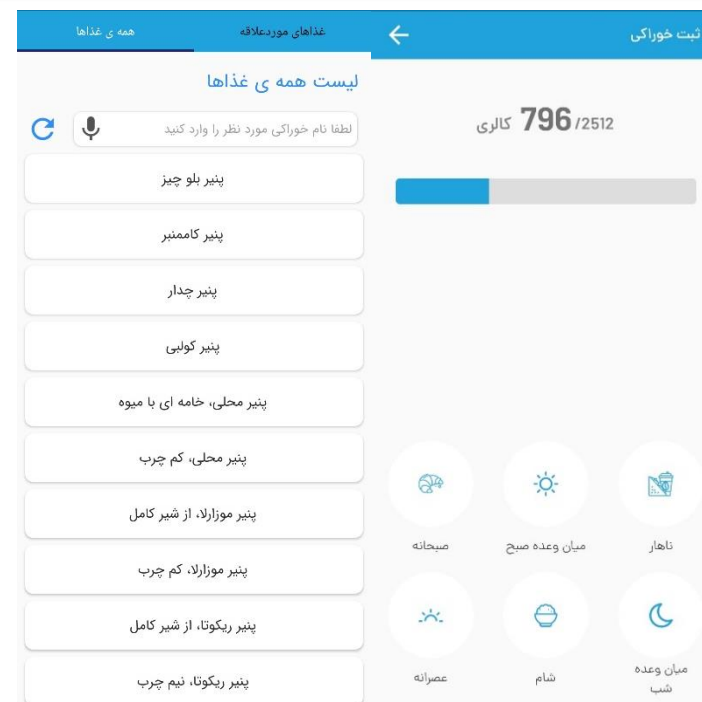 ثبت خوراکی
796/2512 کالری
ناهار
میان وعده صبح
صبحانه
میان وعده
شب
شام
عصرانه
غذاهای موردعلاقه
همه ی غذاها
لیست همه ی غذاها
لطفا نام خوراکی مورد نظر را وارد کنید
پنیر بلو چیز
پنیر کاممنبر
پنیر چدار
پنیر کولبی
پنیر محلی، خامه ای با میوه
پنیر محلی، کم چرب
پنیر موزارلا، از شیر کامل
پنیر موزارلا، کم چرب
پنیر ریکوتا، از شیر کامل
پنیر ریکوتا، نیم چرب